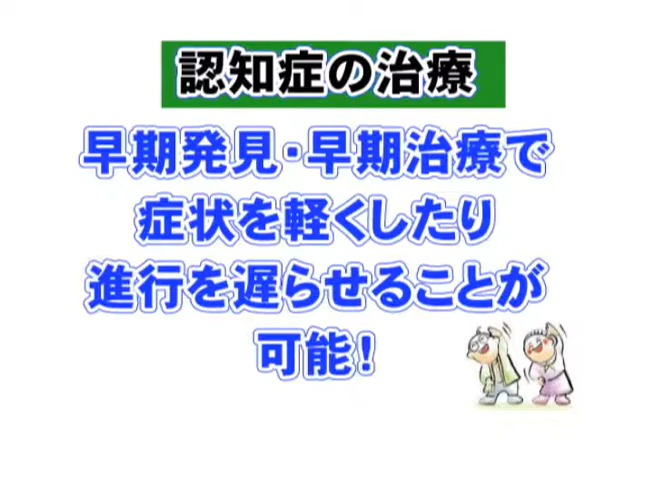 認知症の治療
早期発見・早期治療で
症状を軽くしたり
進行を遅らせることが
可能！